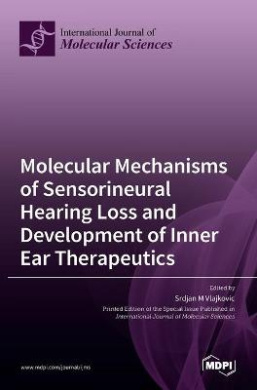 International Journal of
Molecular Sciences
Molecular Mechanisms
of Sensorineural
Hearing Loss and
Development of Inner
Ear Therapeutics
Edited by
Srdjan M Vlajkovic
Printed Edition of the Special Issue Published in
International Journal of Molecular Sciences
www.mdpi.com/journal/ijms
MDPI